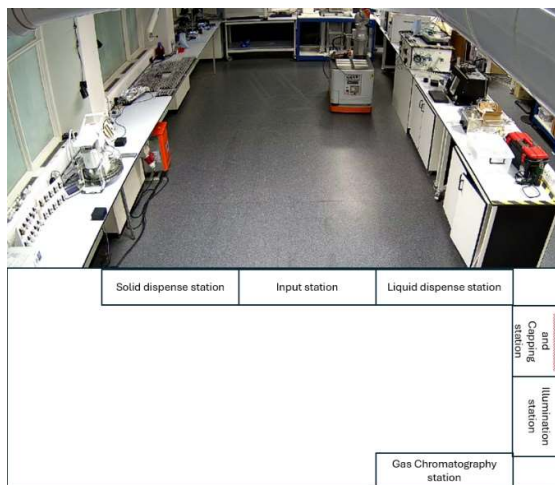 Solid dispense station
Input station
Liquid dispense station
and
Capping
station
Illumination
station
Gas Chromatography
station